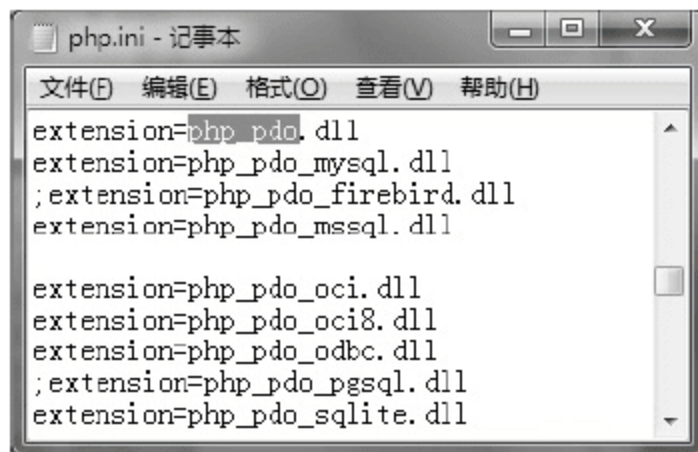 php.ini - 记事本
文件(F) 编辑(E) 格式(O) 查看(V) 帮助(H)
extension=php_pdo.dll
extension=php_pdo_mysql.dll
;extension=php_pdo_firebird.dll
extension=php_pdo_mssql.dll
extension=php_pdo_oci.dll
extension=php_pdo_oci8.dll
extension=php_pdo_odbc.dll
;extension=php_pdo_pgsql.dll
extension=php_pdo_sqlite.dll